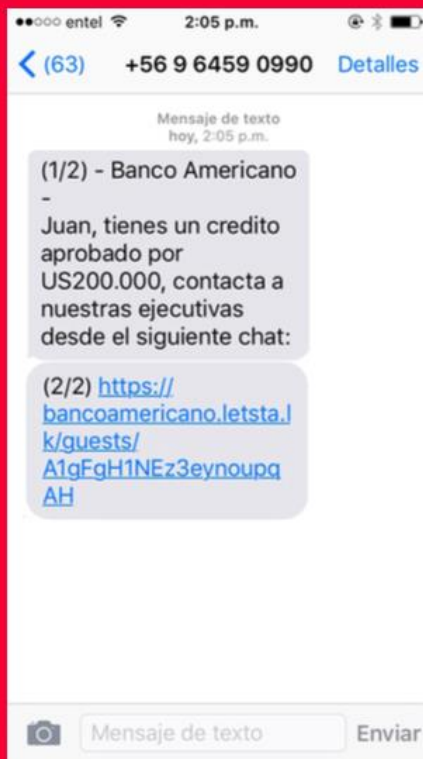 entel 2:05 p.m.
(63) +56 9 6459 0990 Detalles
Mensaje de texto
hoy, 2:05 p.m.
(1/2) - Banco Americano
-
Juan, tienes un credito
aprobado por
US200.000, contacta a
nuestras ejecutivas
desde el siguiente chat:
(2/2) https://
bancoamericano.letsta.l
k/guests/
A1gFgH1NEz3eynoupq
AH
Mensaje de texto Enviar